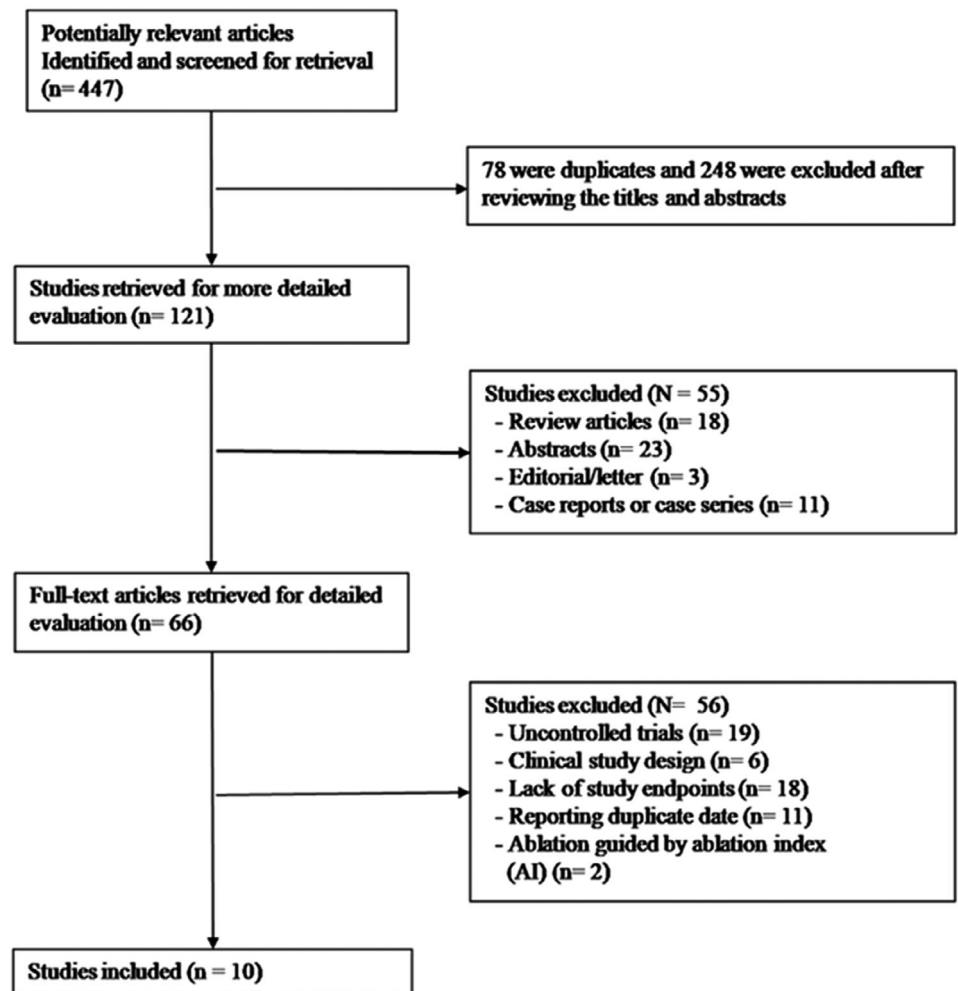 Potentially relevant articles
Identified and screened for retrieval
(n= 447)
78 were duplicates and 248 were excluded after
reviewing the titles and abstracts
Studies retrieved for more detailed
evaluation (n= 121)
Studies excluded (N = 55)
- Review articles (n= 18)
- Abstracts (n= 23)
- Editorial/letter (n= 3)
- Case reports or case series (n= 11)
Full-text articles retrieved for detailed
evaluation (n= 66)
Studies excluded (N= 56)
- Uncontrolled trials (n= 19)
- Clinical study design (n= 6)
- Lack of study endpoints (n= 18)
- Reporting duplicate date (n= 11)
- Ablation guided by ablation index
(AI) (n= 2)
Studies included (n = 10)